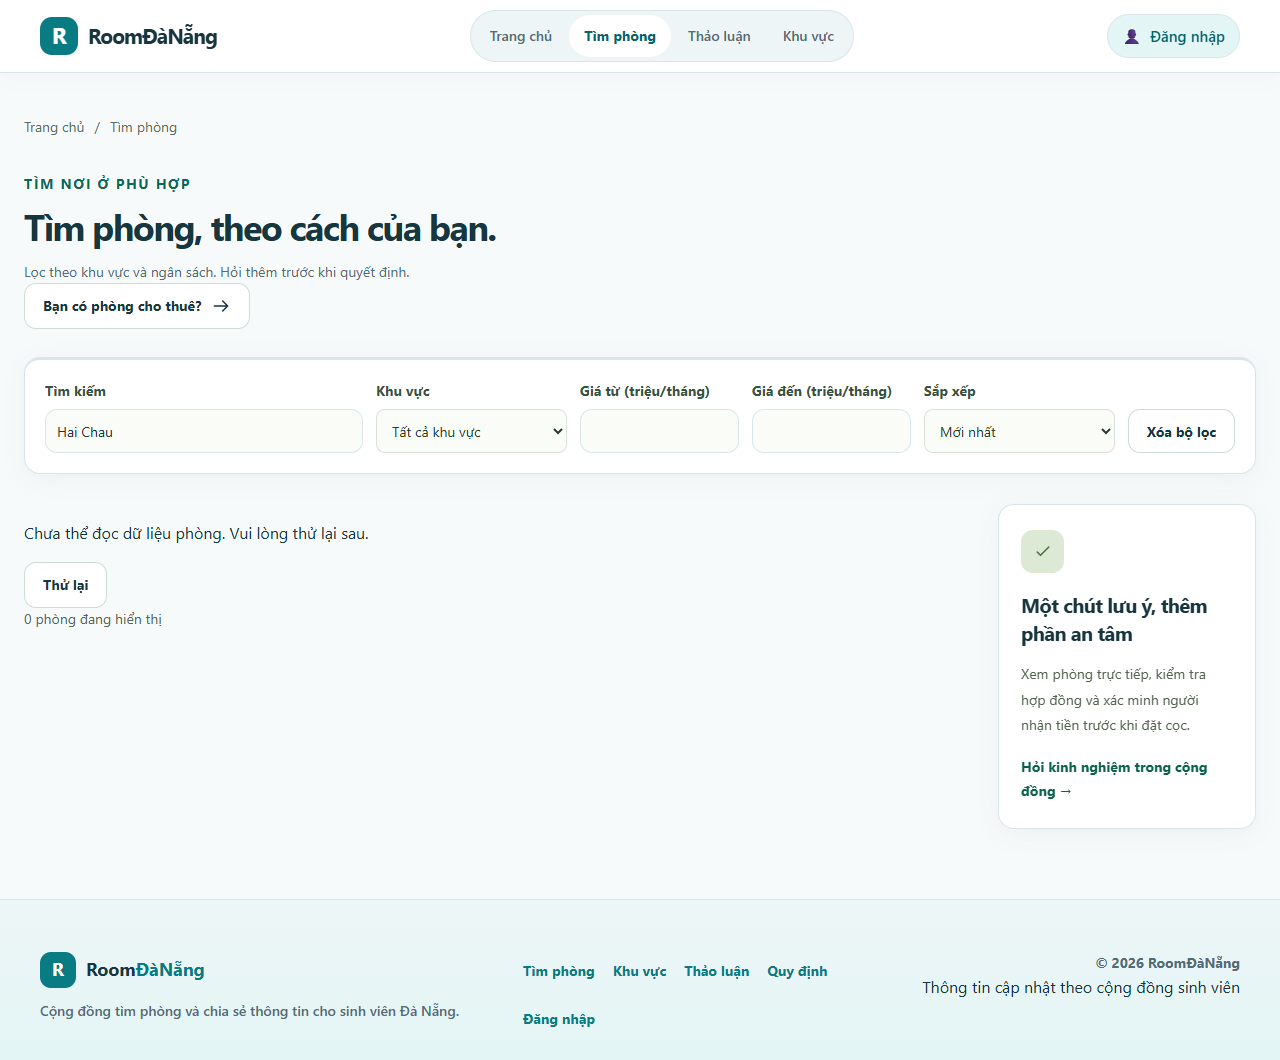 R RoomĐàNẵng
Trang chủ
Tìm phòng
Thảo luận
Khu vực
Đăng nhập
Trang chủ / Tìm phòng
TÌM NƠI Ở PHÙ HỢP
Tìm phòng, theo cách của bạn.
Lọc theo khu vực và ngân sách. Hỏi thêm trước khi quyết định.
Bạn có phòng cho thuê? →
Tìm kiếm
Khu vực
Giá từ (triệu/tháng)
Giá đến (triệu/tháng)
Sắp xếp
Hai Chau
Tất cả khu vực
Mới nhất
Xóa bộ lọc
Chưa thể đọc dữ liệu phòng. Vui lòng thử lại sau.
Thử lại
0 phòng đang hiển thị
Một chút lưu ý, thêm
phần an tâm
Xem phòng trực tiếp, kiểm tra
hợp đồng và xác minh người
nhận tiền trước khi đặt cọc.
Hỏi kinh nghiệm trong cộng
đồng →
R RoomĐàNẵng
Cộng đồng tìm phòng và chia sẻ thông tin cho sinh viên Đà Nẵng.
Tìm phòng
Khu vực
Thảo luận
Quy định
Đăng nhập
© 2026 RoomĐàNẵng
Thông tin cập nhật theo cộng đồng sinh viên